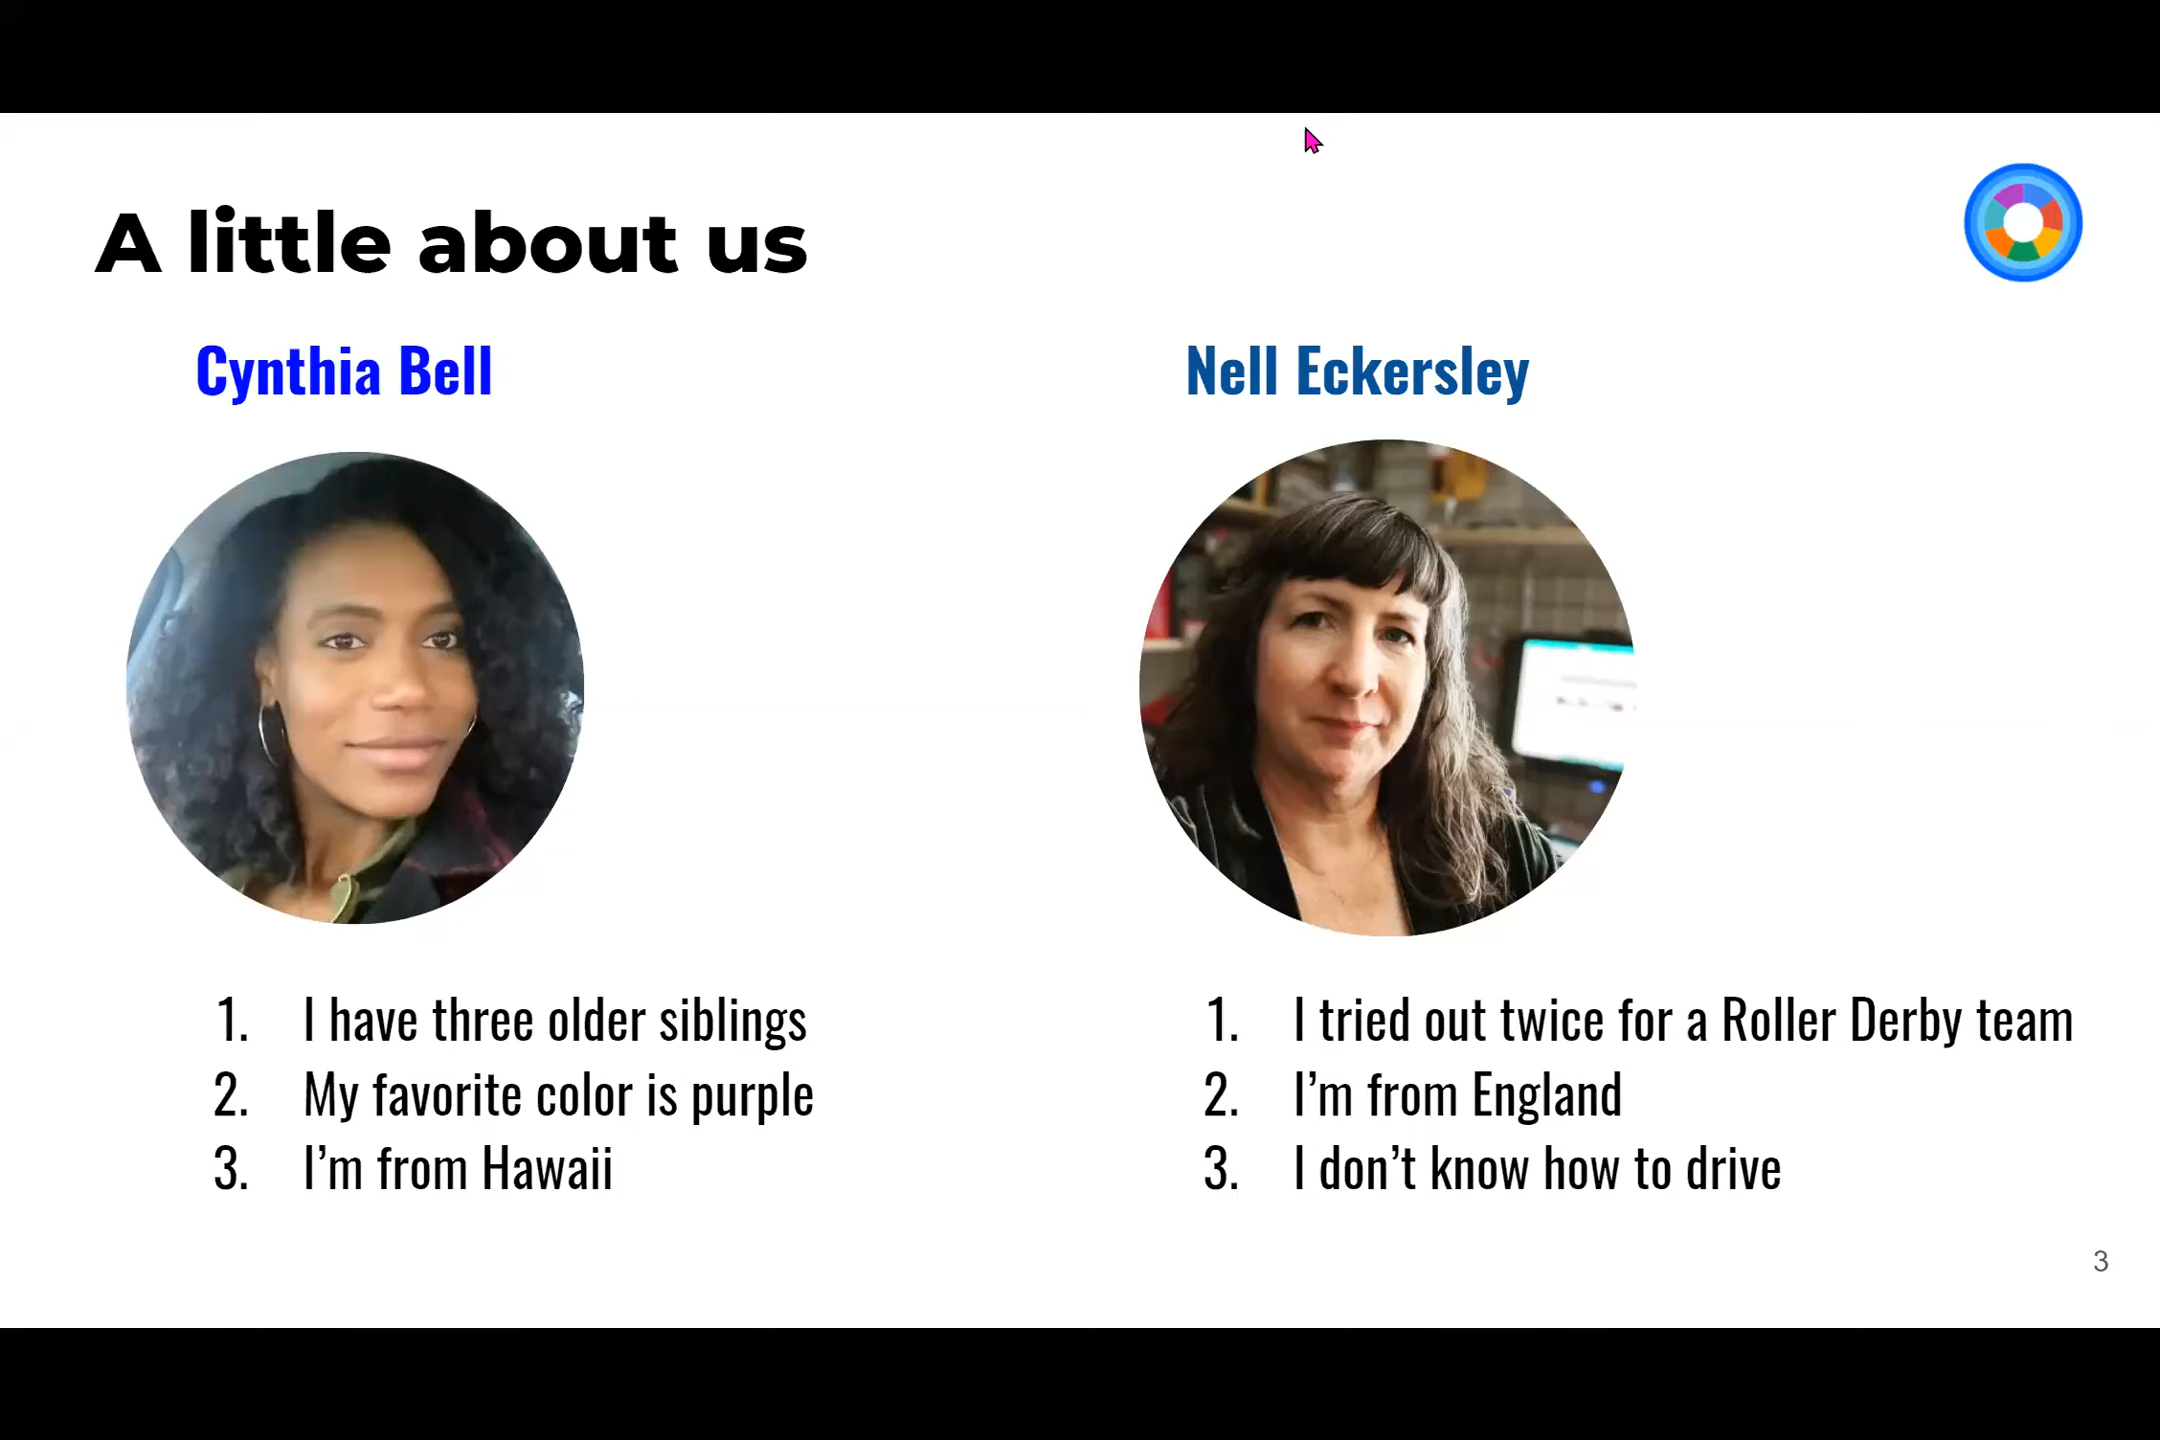 A little about us
Cynthia Bell
1. I have three older siblings
2. My favorite color is purple
3. I’m from Hawaii
Nell Eckersley
1. I tried out twice for a Roller Derby team
2. I’m from England
3. I don’t know how to drive
3